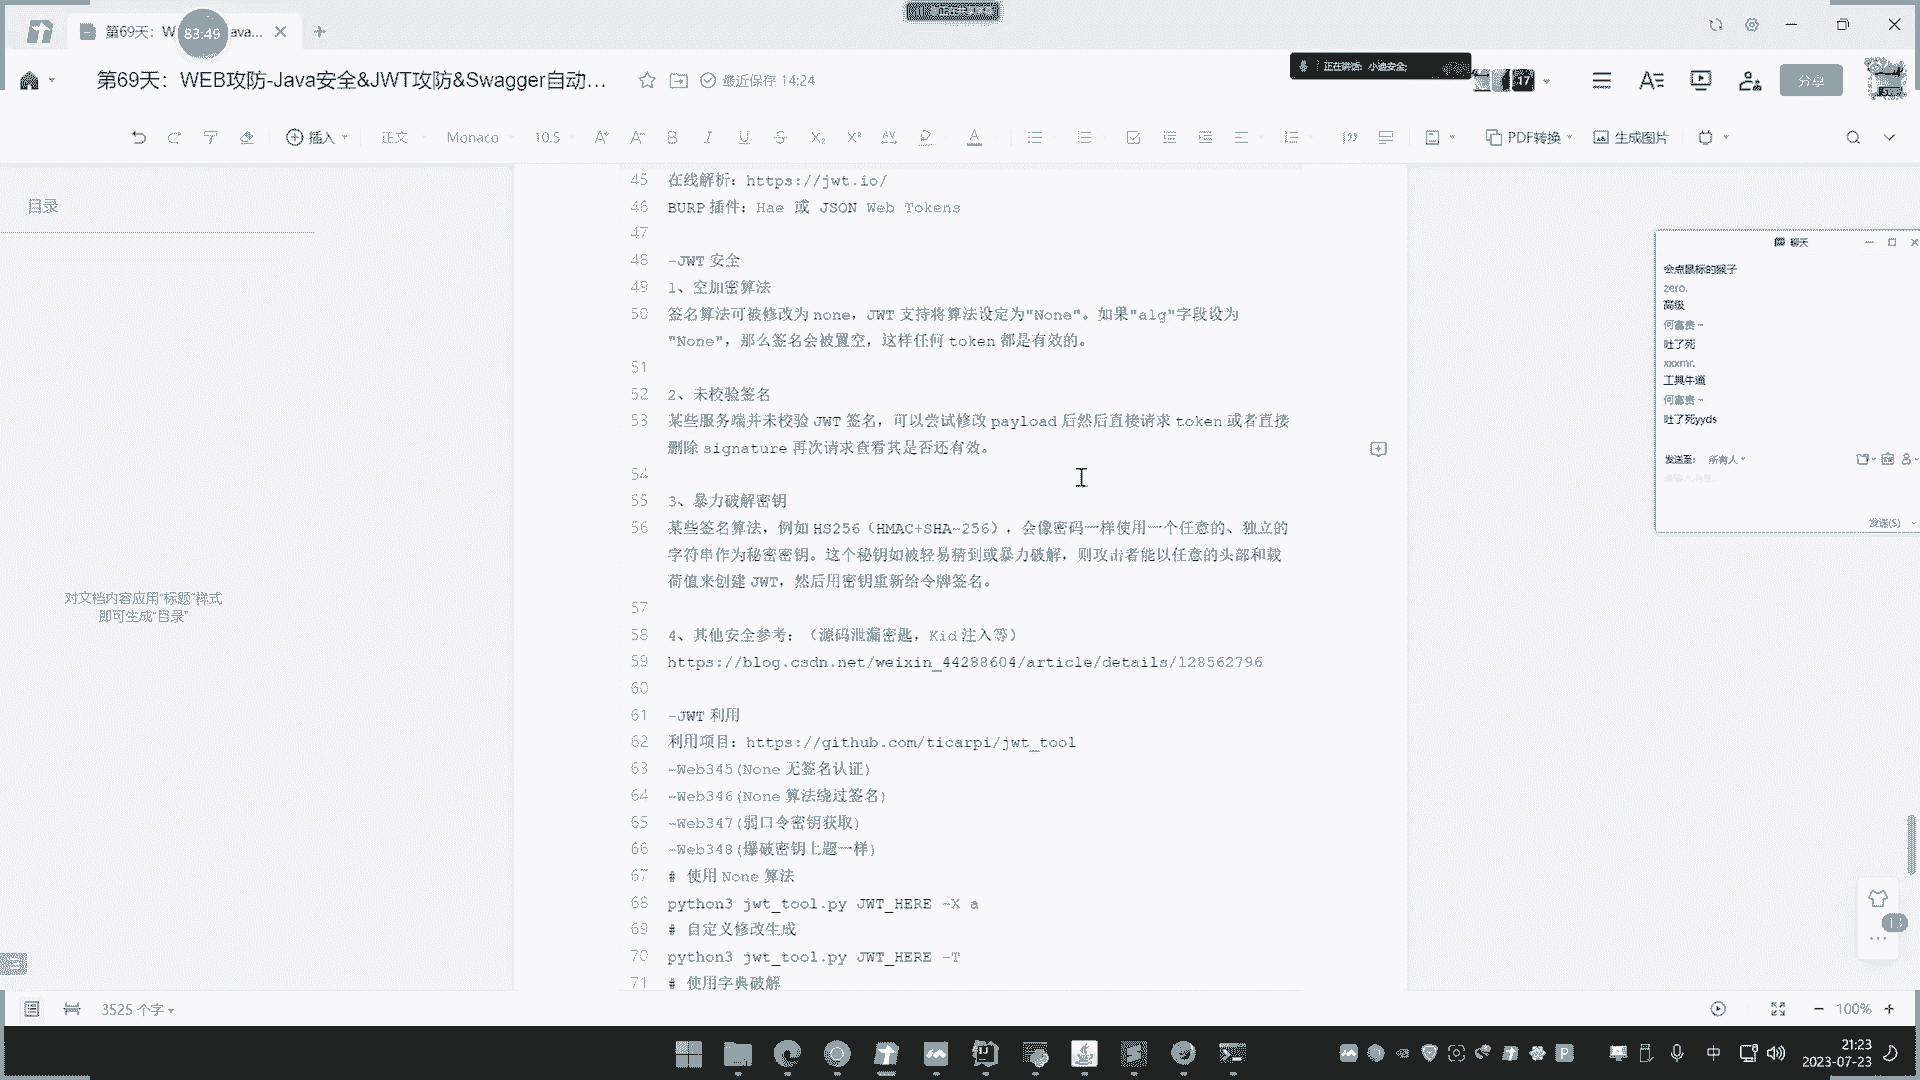 第69天：W
ava...
83:49
正在讲话: 小迪安全;
第69天：WEB攻防-Java安全&JWT攻防&Swagger自动...
最近保存 14:24
17
分享
插入
正文
Monaco
10.5
PDF转换
生成图片
目录
对文档内容应用“标题”样式
即可生成“目录”
45 在线解析：https://jwt.io/
46 BURP 插件：Hae 或 JSON Web Tokens
47
48 -JWT 安全
49 1、空加密算法
50 签名算法可被修改为 none，JWT 支持将算法设定为"None"。如果"alg"字段设为
"None"，那么签名会被置空，这样任何 token 都是有效的。
51
52 2、未校验签名
53 某些服务端并未校验 JWT 签名，可以尝试修改 payload 后然后直接请求 token 或者直接
删除 signature 再次请求查看其是否还有效。
54
55 3、暴力破解密钥
56 某些签名算法，例如 HS256（HMAC+SHA-256），会像密码一样使用一个任意的、独立的
字符串作为秘密密钥。这个秘钥如被轻易猜到或暴力破解，则攻击者能以任意的头部和载
荷值来创建 JWT，然后用密钥重新给令牌签名。
57
58 4、其他安全参考：（源码泄漏密匙，Kid 注入等）
59 https://blog.csdn.net/weixin_44288604/article/details/128562796
60
61 -JWT 利用
62 利用项目：https://github.com/ticarpi/jwt_tool
63 -Web345(None 无签名认证)
64 -Web346(None 算法绕过签名)
65 -Web347(弱口令密钥获取)
66 -Web348(爆破密钥上题一样)
67 # 使用 None 算法
68 python3 jwt_tool.py JWT_HERE -X a
69 # 自定义修改生成
70 python3 jwt_tool.py JWT_HERE -T
71 # 使用字典破解
聊天
会点鼠标的猴子
zero.
高级
何富贵~
吐了死
xxxmr.
工具牛逼
何富贵~
吐了死yyds
发送至: 所有人
发送(S)
13
3525 个字
100%
中
21:23
2023-07-23